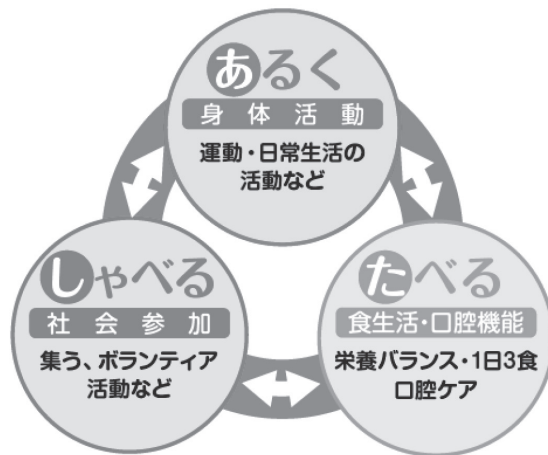 あるく
身体活動
運動・日常生活の
活動など
しゃべる
社会参加
集う、ボランティア
活動など
たべる
食生活・口腔機能
栄養バランス・1日3食
口腔ケア